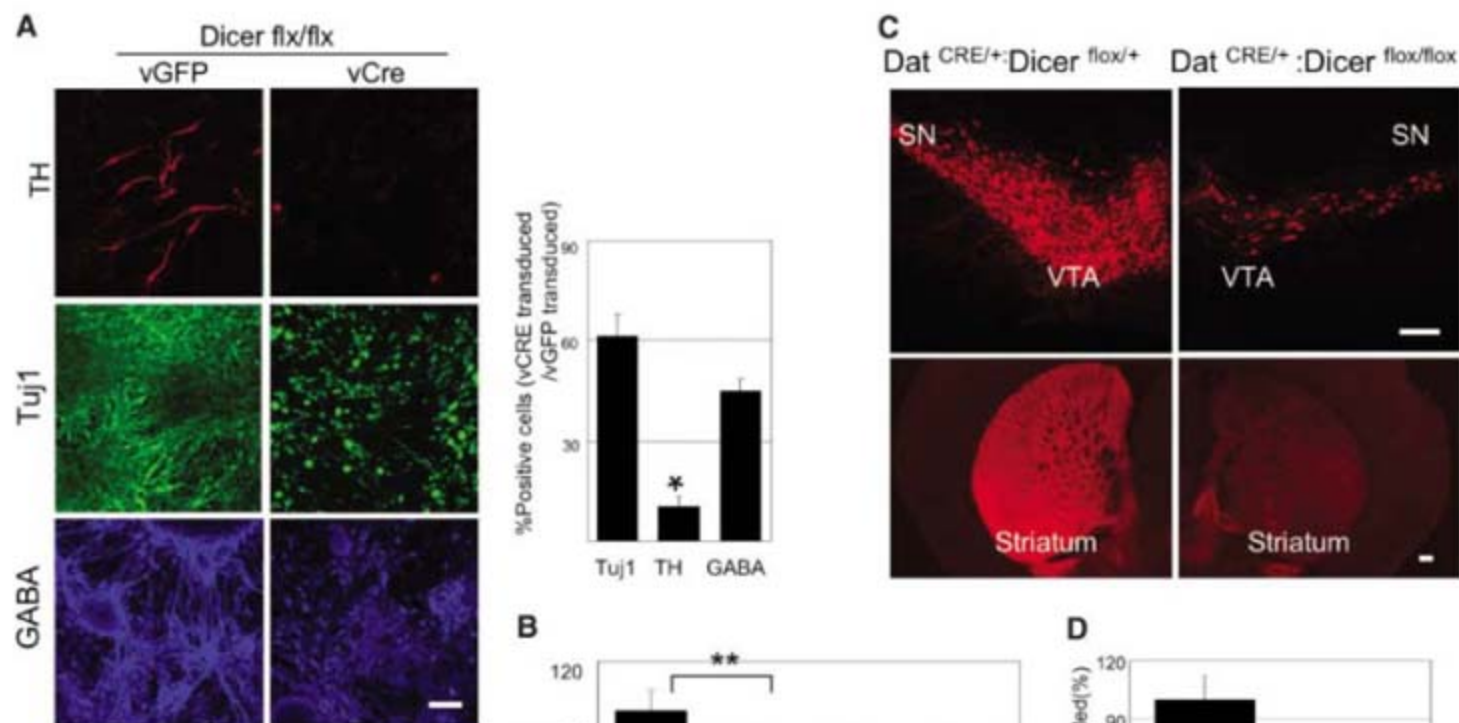 A
Dicer flx/flx
vGFP
vCre
TH
Tuj1
GABA
%Positive cells (vCRE transduced
/vGFP transduced)
90
60
30
*
Tuj1
TH
GABA
C
Dat CRE/+:Dicer flox/+
Dat CRE/+ :Dicer flox/flox
SN
VTA
SN
VTA
Striatum
Striatum
B
120
**
D
120
90